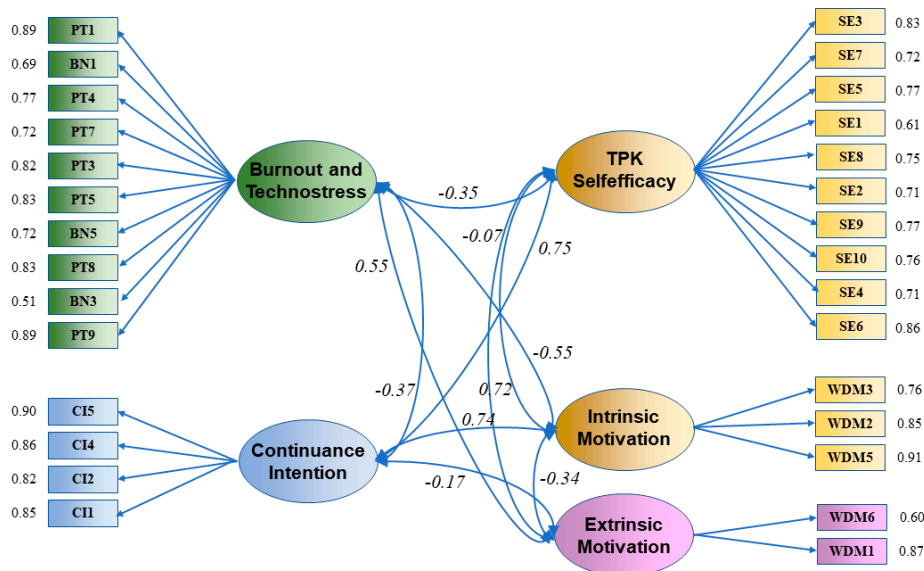 0.89 PT1
0.69 BN1
0.77 PT4
0.72 PT7
0.82 PT3
0.83 PT5
0.72 BN5
0.83 PT8
0.51 BN3
0.89 PT9
Burnout and
Technostress
TPK
Selfefficacy
SE3 0.83
SE7 0.72
SE5 0.77
SE1 0.61
SE8 0.75
SE2 0.71
SE9 0.77
SE10 0.76
SE4 0.71
SE6 0.86
-0.35
-0.07
0.75
0.55
-0.55
-0.37
0.72
0.74
-0.17
-0.34
0.90 CI5
0.86 CI4
0.82 CI2
0.85 CI1
Continuance
Intention
Intrinsic
Motivation
WDM3 0.76
WDM2 0.85
WDM5 0.91
Extrinsic
Motivation
WDM6 0.60
WDM1 0.87